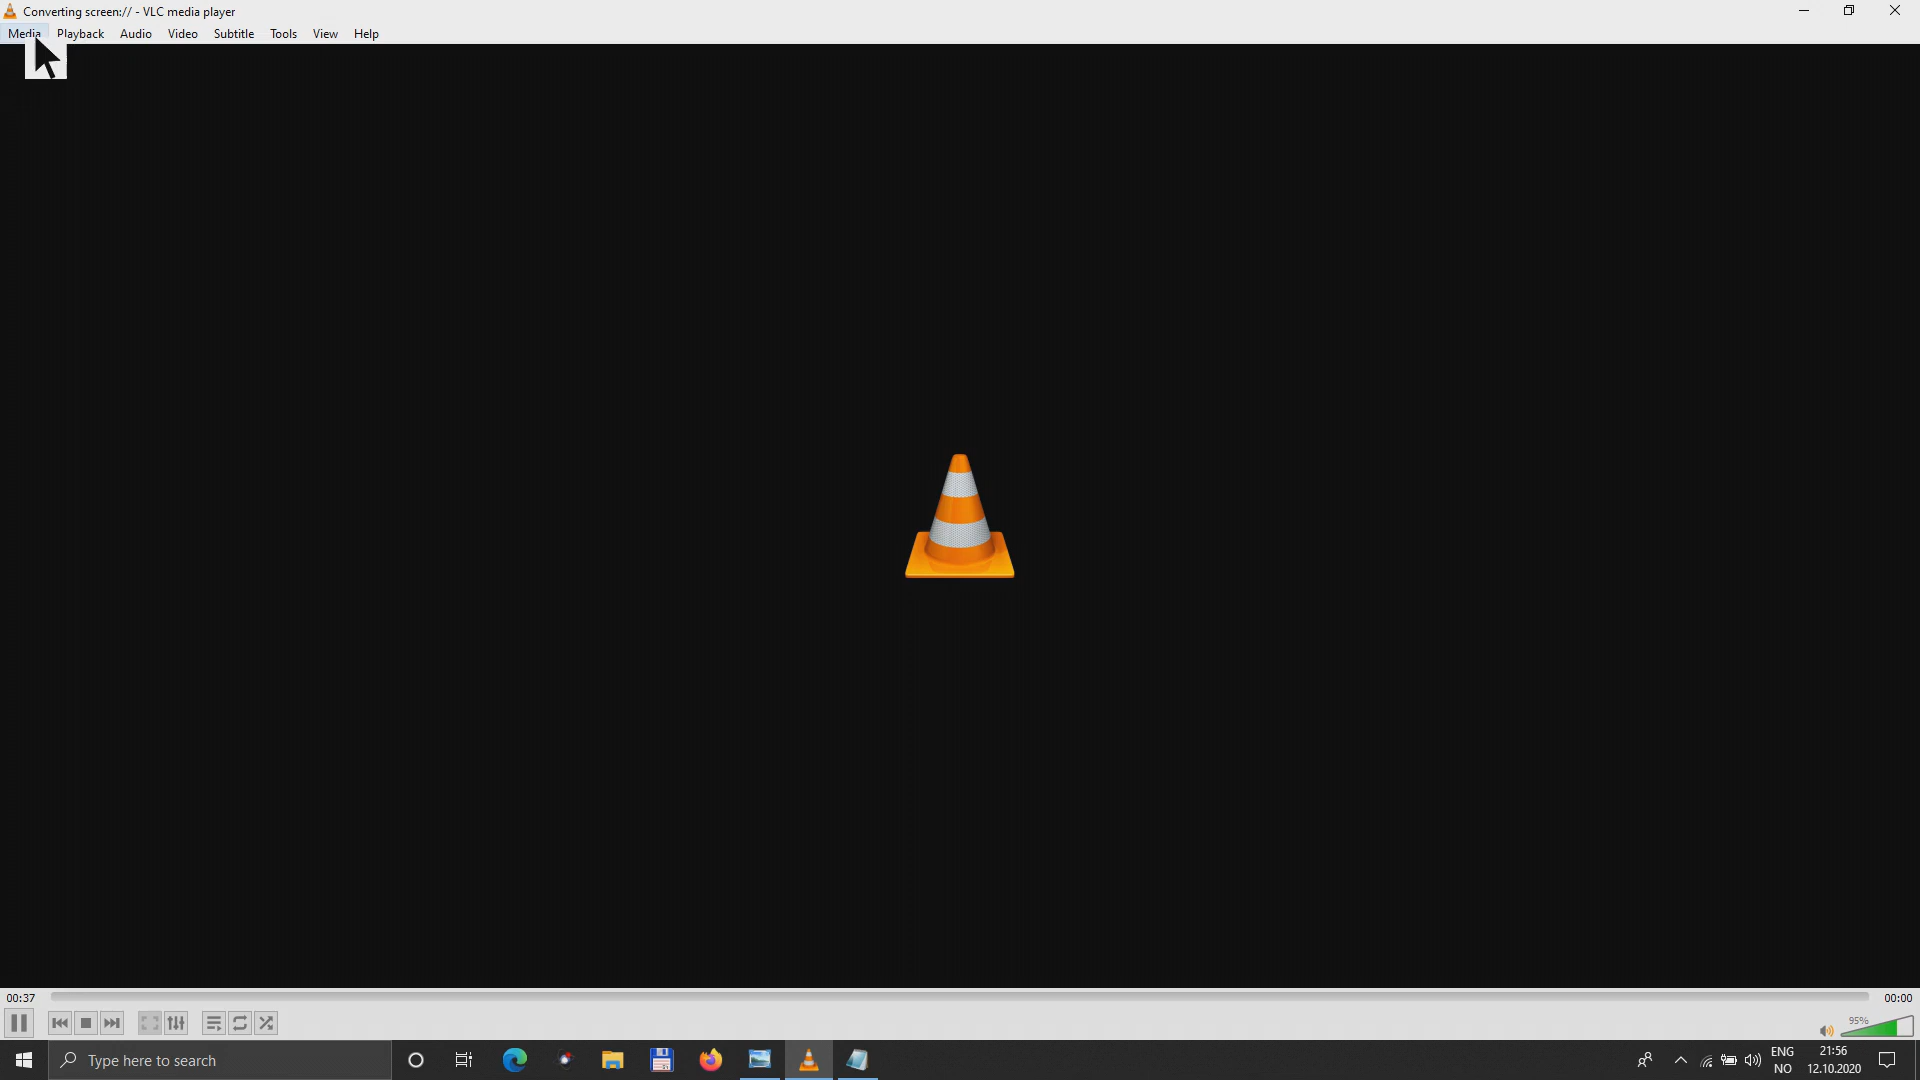 Converting screen:// - VLC media player
Media Playback Audio Video Subtitle Tools View Help
00:37 00:00
95%
Type here to search
ENG 21:56
NO 12.10.2020